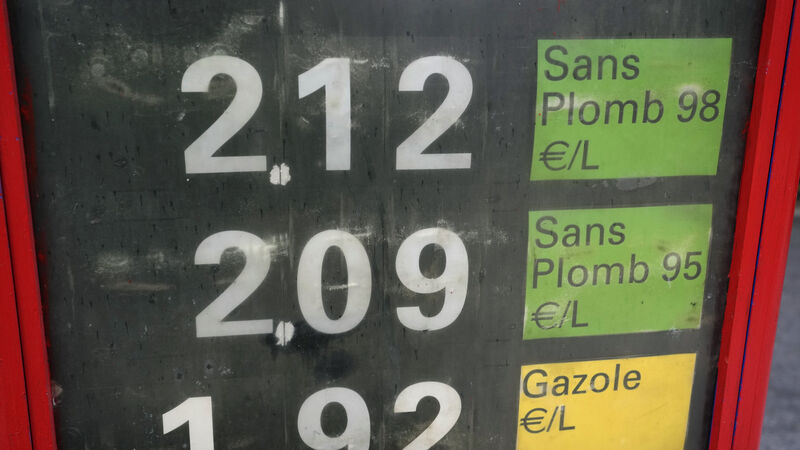 2.12 Sans
Plomb 98
€/L
2.09 Sans
Plomb 95
€/L
1.92 Gazole
€/L